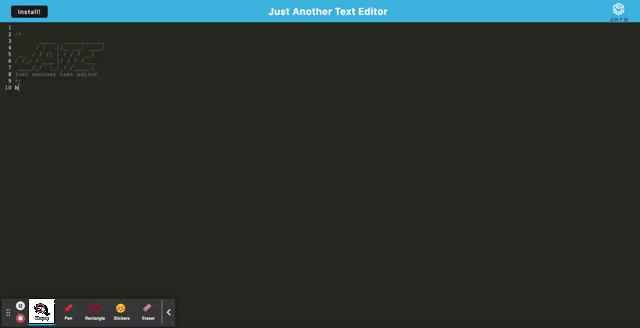 Install!
Just Another Text Editor
1
2 /*
3
4
5
6
7
8 just another text editor
9 */
10 h
Pen
Rectangle
Stickers
Eraser